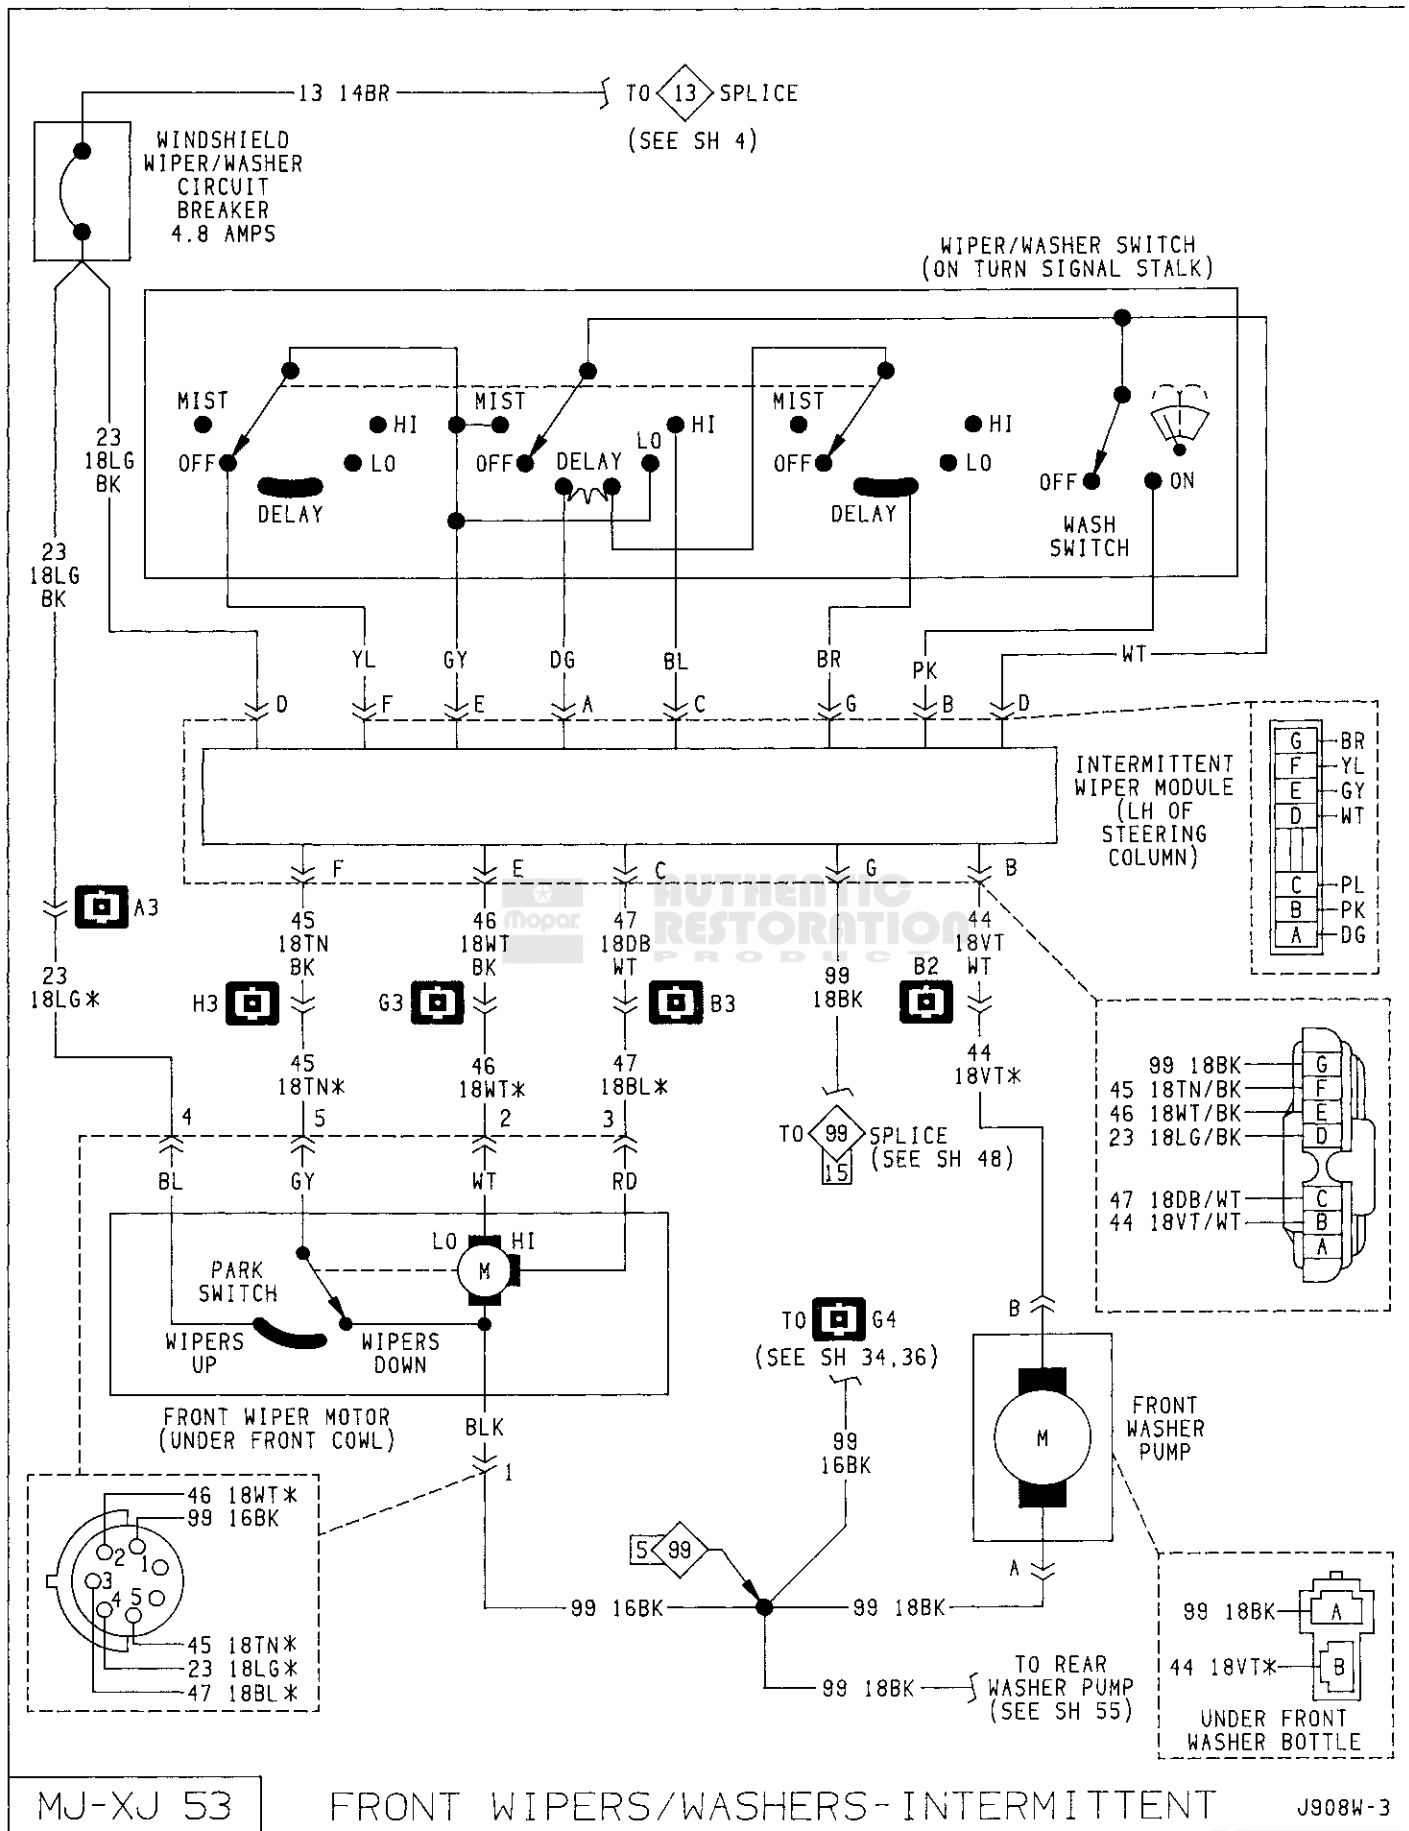 13 14BR
TO 13 SPLICE
(SEE SH 4)
WINDSHIELD
WIPER/WASHER
CIRCUIT
BREAKER
4.8 AMPS
WIPER/WASHER SWITCH
(ON TURN SIGNAL STALK)
MIST
HI
OFF
LO
DELAY
MIST
HI
LO
OFF
DELAY
MIST
HI
OFF
LO
DELAY
OFF
ON
WASH
SWITCH
23
18LG
BK
23
18LG
BK
YL
GY
DG
BL
BR
PK
WT
D
F
E
A
C
G
B
D
INTERMITTENT
WIPER MODULE
(LH OF
STEERING
COLUMN)
G BR
F YL
E GY
D WT
C PL
B PK
A DG
F
E
C
G
B
A3
Mopar
AUTHENTIC
RESTORATION
PRODUCT
45
18TN
BK
46
18WT
BK
47
18DB
WT
99
18BK
44
18VT
WT
23
18LG*
H3
G3
B3
B2
45
18TN*
46
18WT*
47
18BL*
44
18VT*
99 18BK G
45 18TN/BK F
46 18WT/BK E
23 18LG/BK D
47 18DB/WT C
44 18VT/WT B
A
4
5
2
3
TO 99 SPLICE
15
(SEE SH 48)
BL
GY
WT
RD
LO
HI
M
PARK
SWITCH
WIPERS
UP
WIPERS
DOWN
FRONT WIPER MOTOR
(UNDER FRONT COWL)
BLK
1
TO G4
(SEE SH 34,36)
99
16BK
B
M
FRONT
WASHER
PUMP
A
46 18WT*
99 16BK
2
1
3
4
5
45 18TN*
23 18LG*
47 18BL*
5 99
99 16BK
99 18BK
99 18BK
TO REAR
WASHER PUMP
(SEE SH 55)
99 18BK A
44 18VT* B
UNDER FRONT
WASHER BOTTLE
MJ-XJ 53
FRONT WIPERS/WASHERS-INTERMITTENT
J908W-3